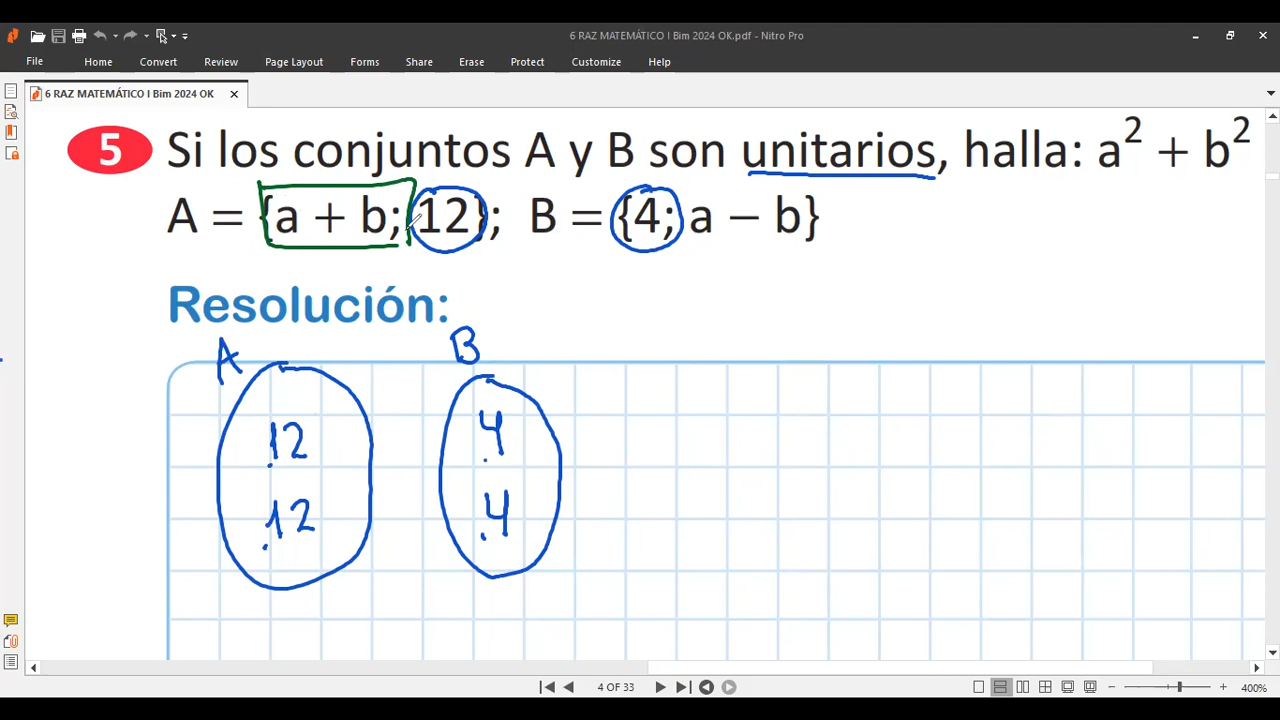 6 RAZ MATEMÁTICO I Bim 2024 OK.pdf - Nitro Pro
File Home Convert Review Page Layout Forms Share Erase Protect Customize Help
6 RAZ MATEMÁTICO I Bim 2024 OK
5 Si los conjuntos A y B son unitarios, halla: a² + b²
A = {a + b; 12}; B = {4; a − b}
Resolución:
A B
12 4
12 4
4 OF 33
400%